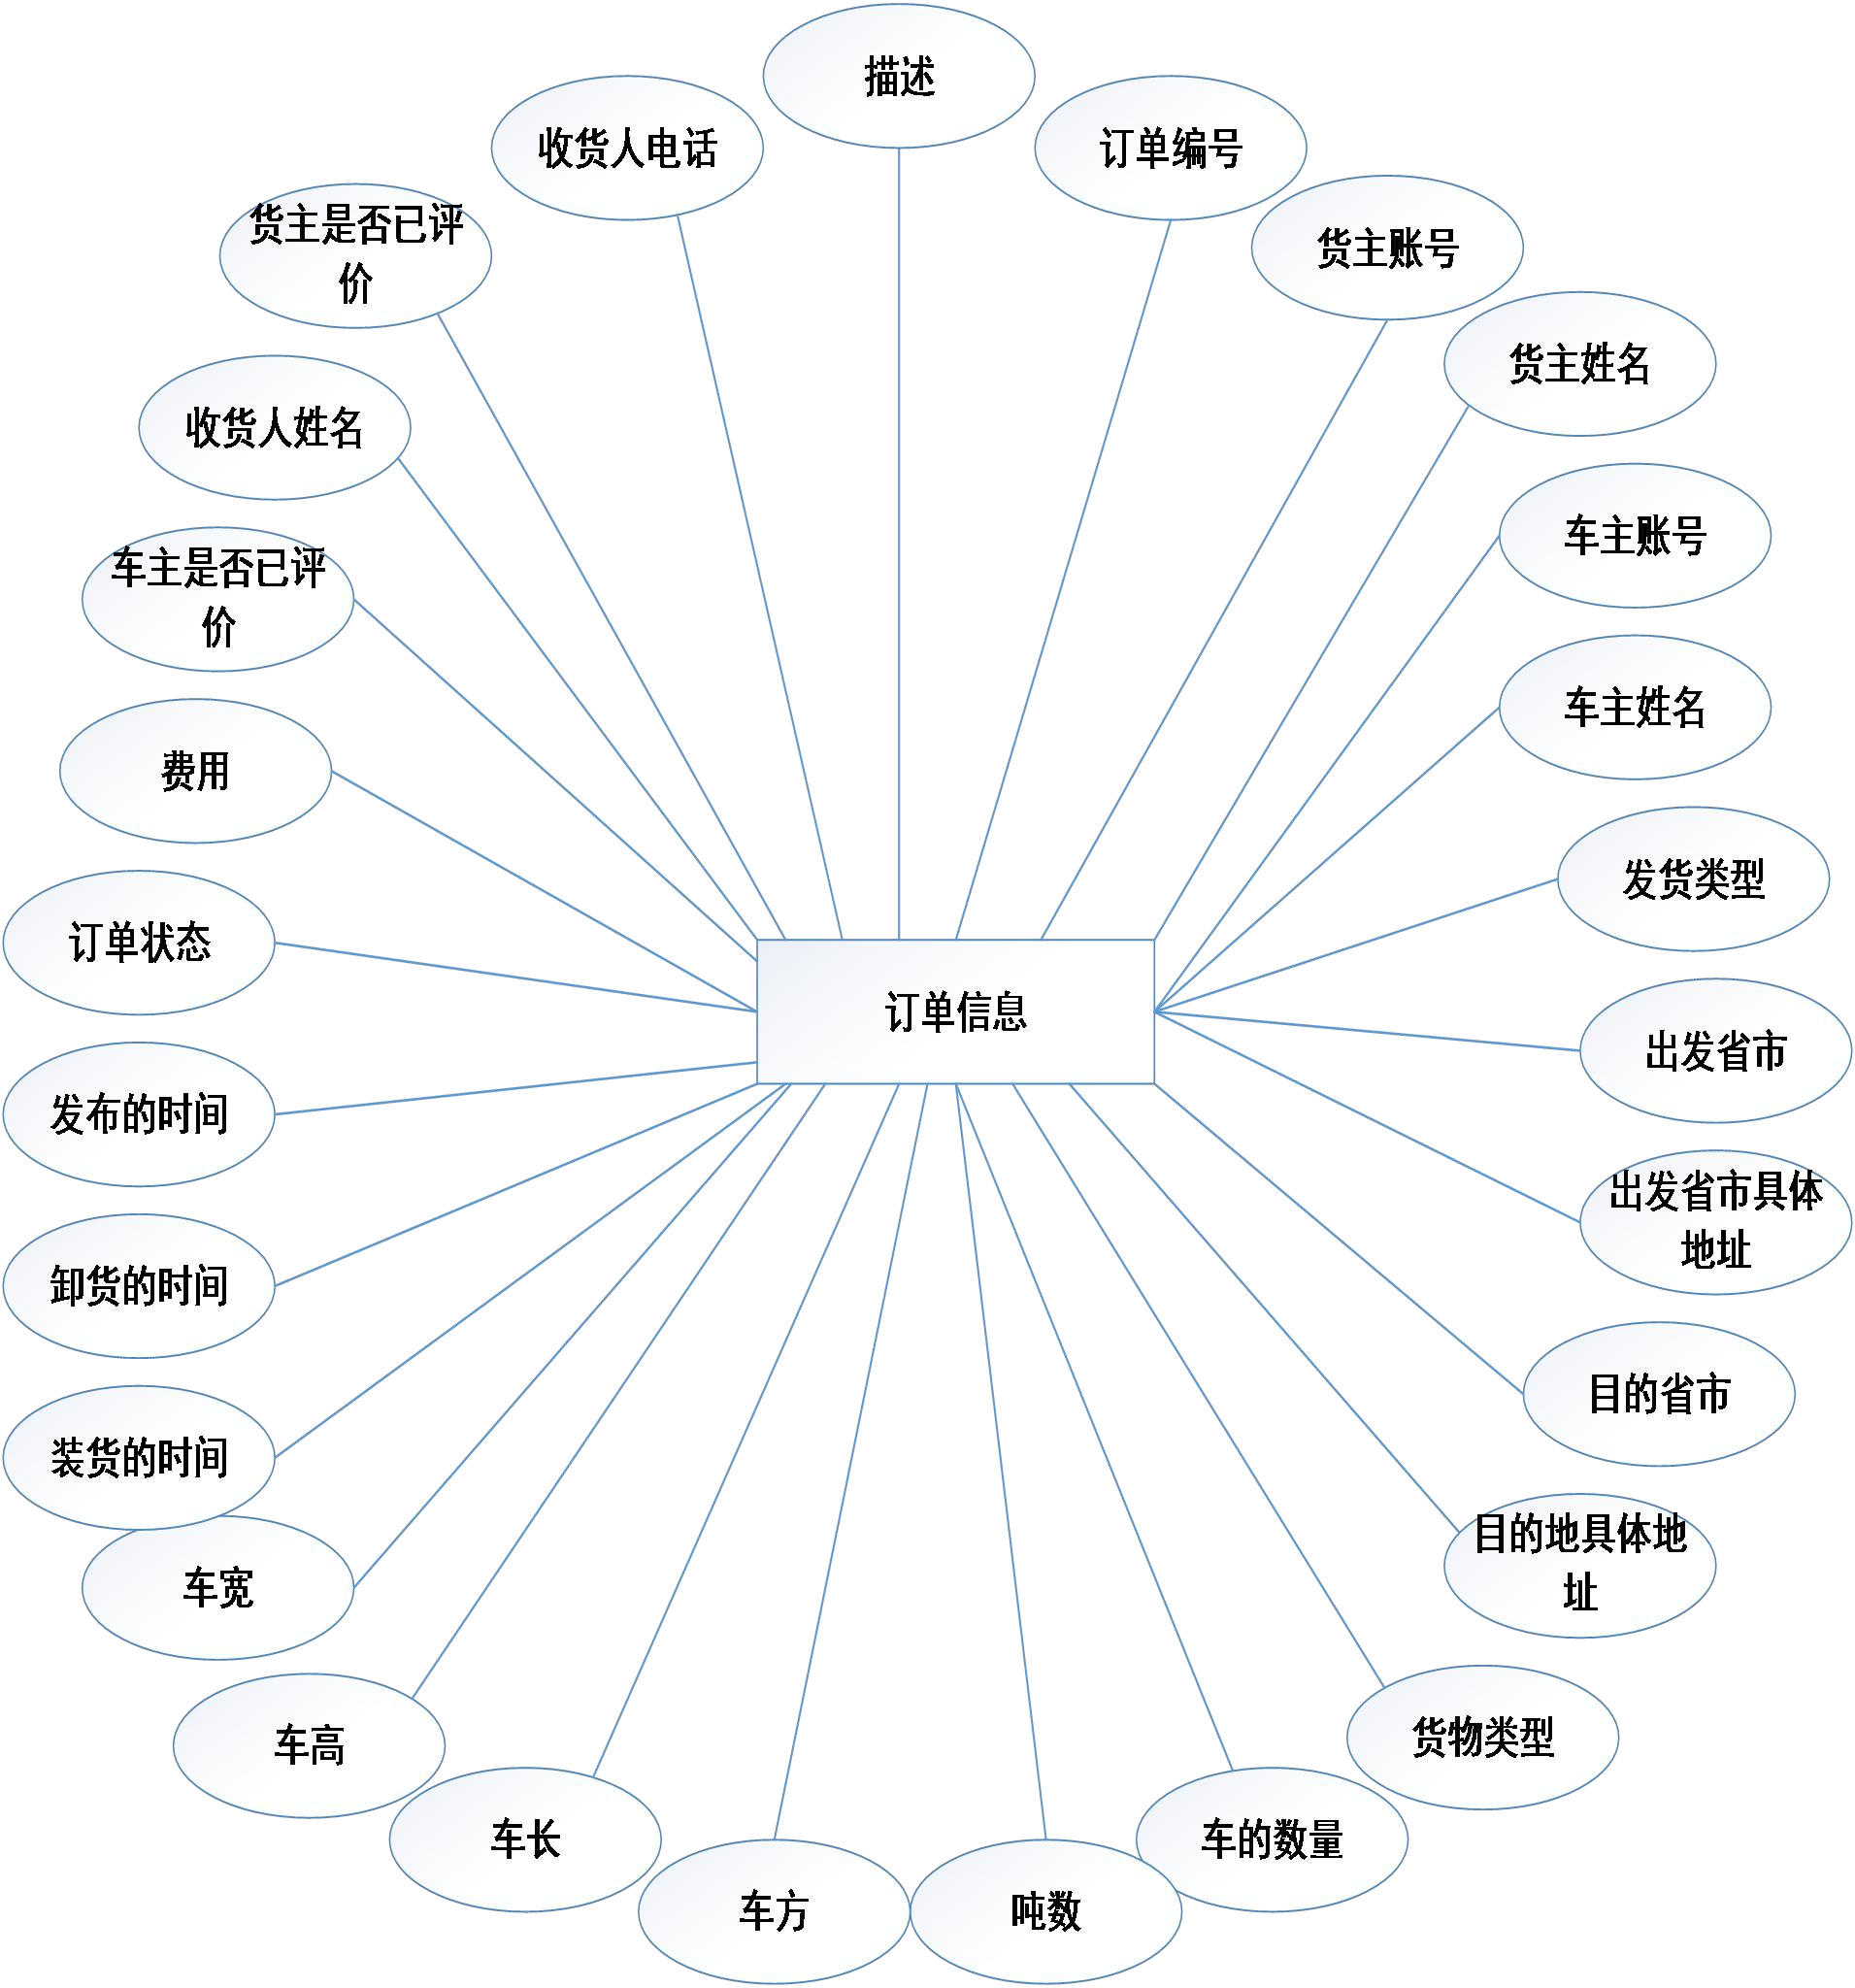 描述
收货人电话
订单编号
货主是否已评
价
货主账号
货主姓名
收货人姓名
车主账号
车主是否已评
价
车主姓名
费用
发货类型
订单状态
订单信息
出发省市
发布的时间
出发省市具体
地址
卸货的时间
目的省市
装货的时间
目的地具体地
址
车宽
货物类型
车高
车长
车的数量
车方
吨数